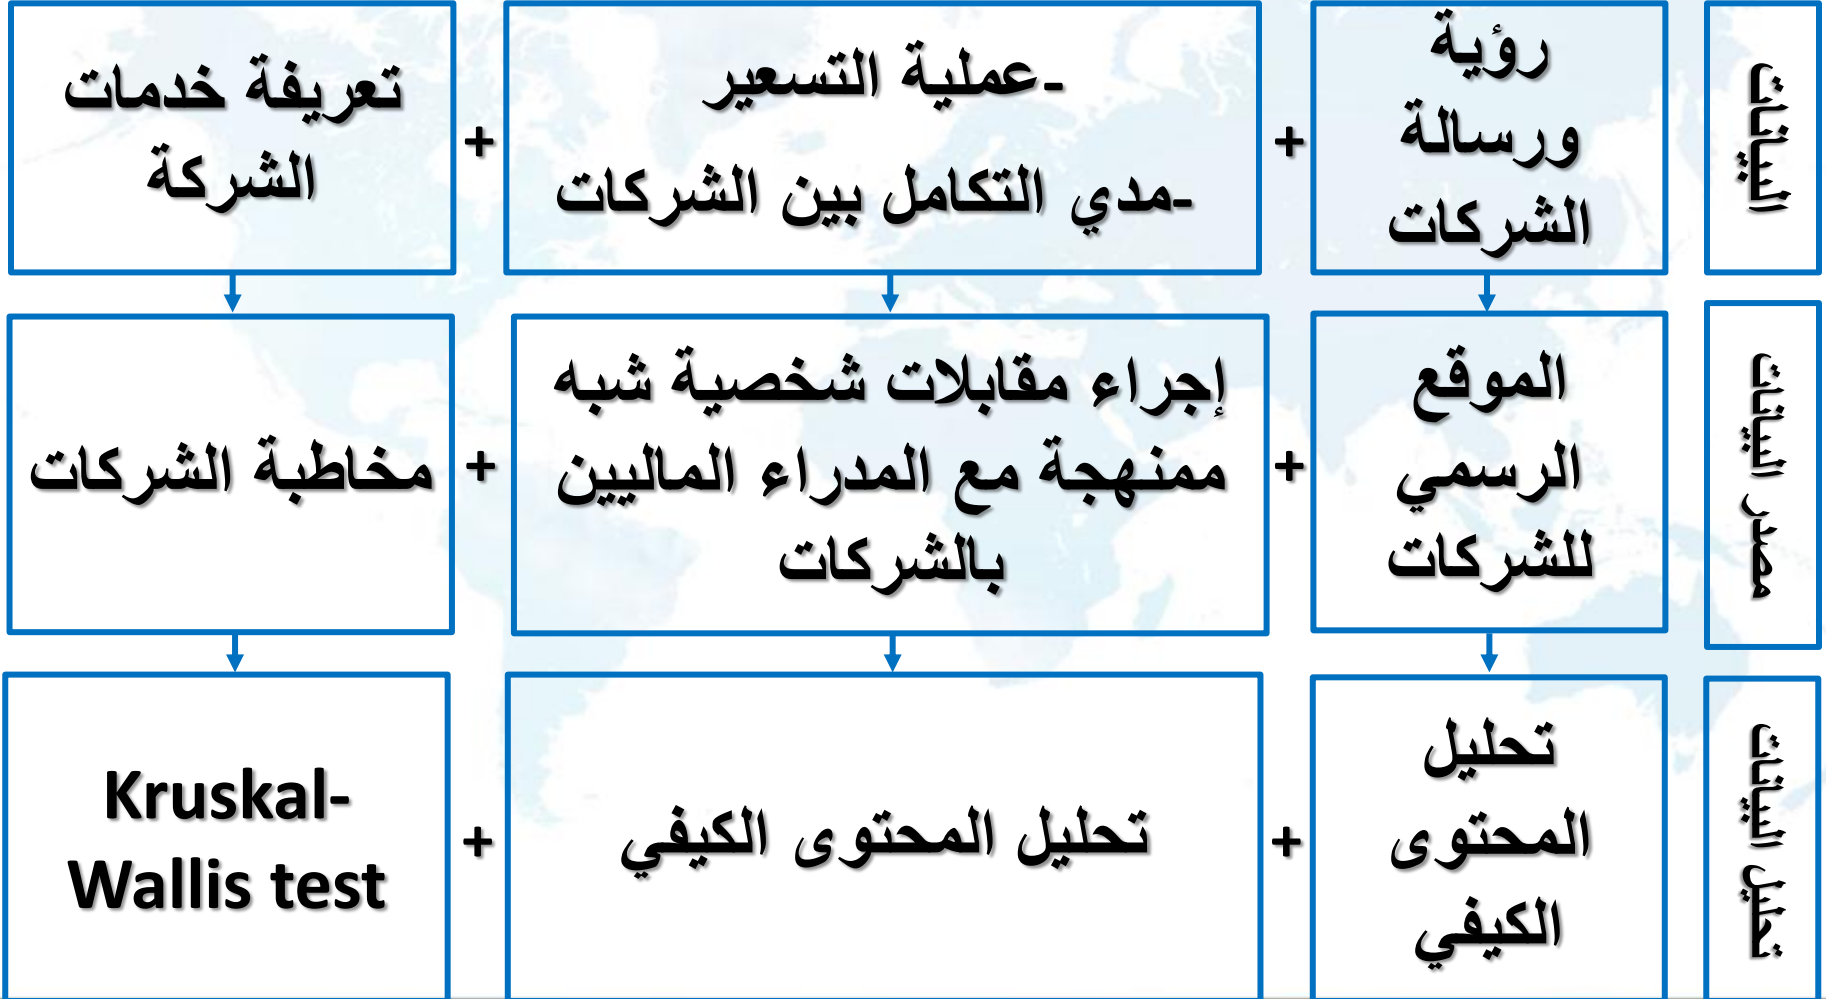 البيانات
رؤية
ورسالة
الشركات
+
-عملية التسعير
-مدي التكامل بين الشركات
+
تعريفة خدمات
الشركة
مصدر البيانات
الموقع
الرسمي
للشركات
+
إجراء مقابلات شخصية شبه
ممنهجة مع المدراء الماليين
بالشركات
+
مخاطبة الشركات
تحليل البيانات
تحليل
المحتوى
الكيفي
+
تحليل المحتوى الكيفي
+
Kruskal-
Wallis test